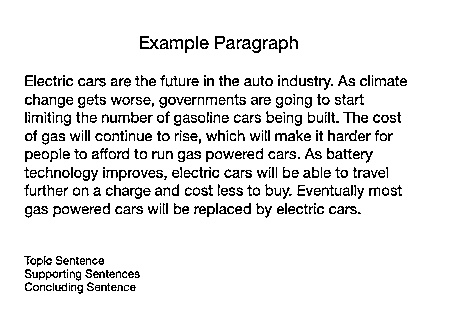 Example Paragraph
Electric cars are the future in the auto industry. As climate
change gets worse, governments are going to start
limiting the number of gasoline cars being built. The cost
of gas will continue to rise, which will make it harder for
people to afford to run gas powered cars. As battery
technology improves, electric cars will be able to travel
further on a charge and cost less to buy. Eventually most
gas powered cars will be replaced by electric cars.
Topic Sentence
Supporting Sentences
Concluding Sentence